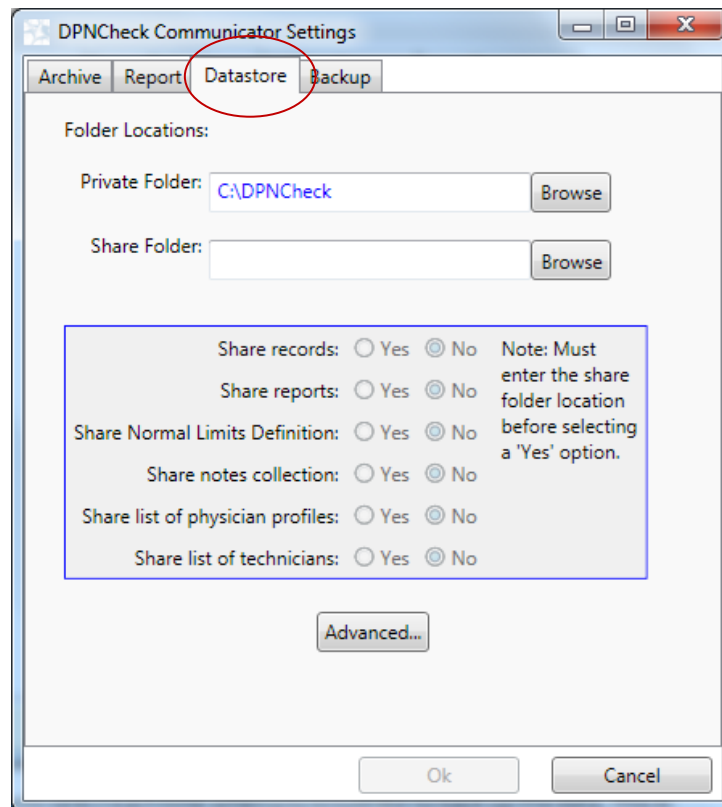 DPNCheck Communicator Settings
Archive Report Datastore Backup
Folder Locations:
Private Folder: C:\DPNCheck Browse
Share Folder: Browse
Share records: Yes No
Share reports: Yes No
Share Normal Limits Definition: Yes No
Share notes collection: Yes No
Share list of physician profiles: Yes No
Share list of technicians: Yes No
Note: Must
enter the share
folder location
before selecting
a 'Yes' option.
Advanced...
Ok Cancel